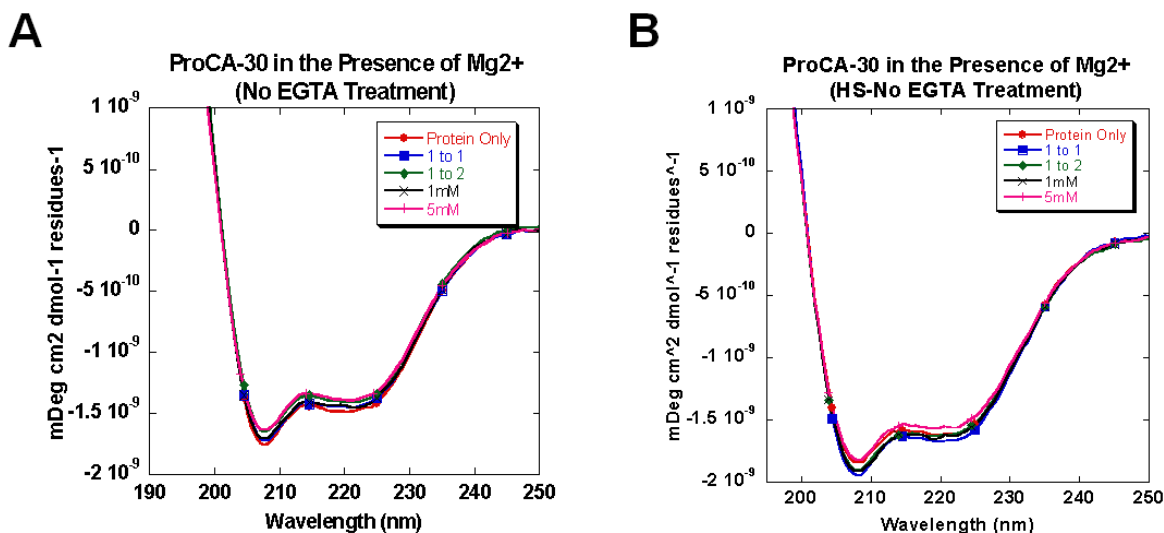 A
ProCA-30 in the Presence of Mg2+
(No EGTA Treatment)
1 10^-9
5 10^-10
0
-5 10^-10
-1 10^-9
-1.5 10^-9
-2 10^-9
mDeg cm2 dmol-1 residues-1
Protein Only
1 to 1
1 to 2
1mM
5mM
190 200 210 220 230 240 250
Wavelength (nm)
B
ProCA-30 in the Presence of Mg2+
(HS-No EGTA Treatment)
1 10^-9
5 10^-10
0
-5 10^-10
-1 10^-9
-1.5 10^-9
-2 10^-9
mDeg cm^2 dmol^-1 residues^-1
Protein Only
1 to 1
1 to 2
1mM
5mM
200 210 220 230 240 250
Wavelength (nm)